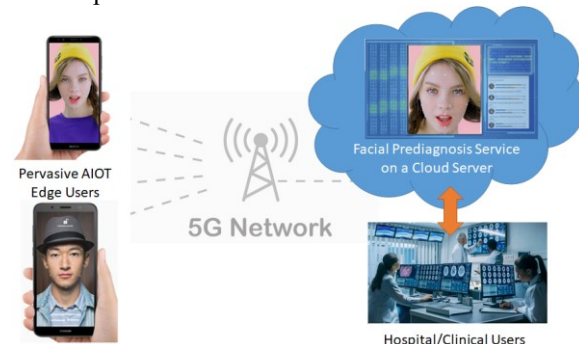 Pervasive AIOT
Edge Users
5G Network
Facial Prediagnosis Service
on a Cloud Server
Hospital/Clinical Users